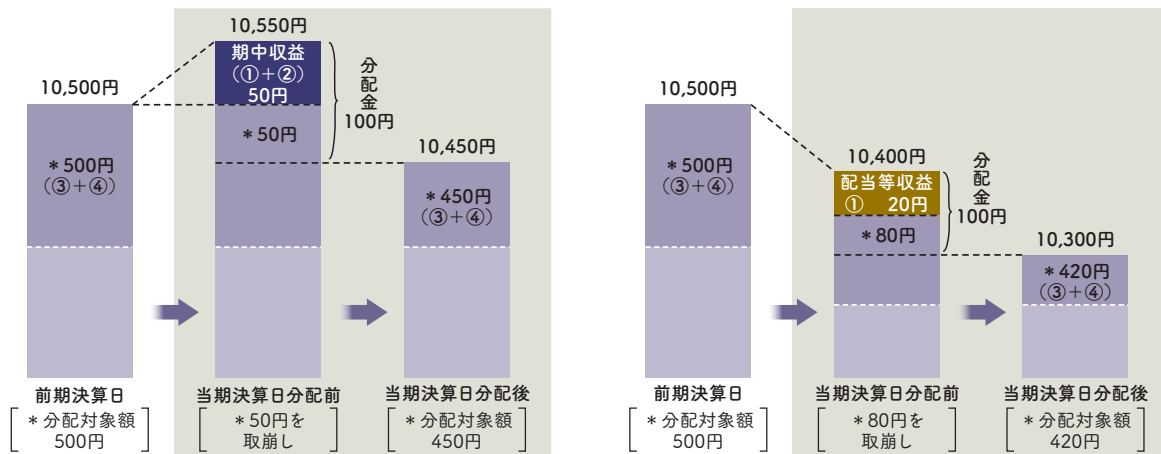 10,500円
＊500円
（③＋④）
前期決算日
＊分配対象額
500円
10,550円
期中収益
（①＋②）
50円
＊50円
分配金
100円
当期決算日分配前
＊50円を
取崩し
10,450円
＊450円
（③＋④）
当期決算日分配後
＊分配対象額
450円
10,500円
＊500円
（③＋④）
前期決算日
＊分配対象額
500円
10,400円
配当等収益
① 20円
＊80円
分配金
100円
当期決算日分配前
＊80円を
取崩し
10,300円
＊420円
（③＋④）
当期決算日分配後
＊分配対象額
420円